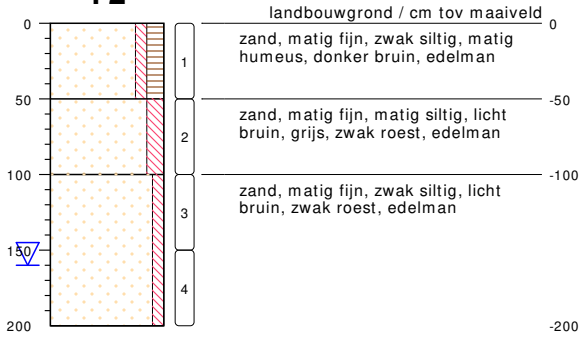 landbouwgrond / cm tov maaiveld
0
0
zand, matig fijn, zwak siltig, matig
humeus, donker bruin, edelman
1
50
-50
zand, matig fijn, matig siltig, licht
bruin, grijs, zwak roest, edelman
2
100
-100
zand, matig fijn, zwak siltig, licht
bruin, zwak roest, edelman
3
150
4
200
-200